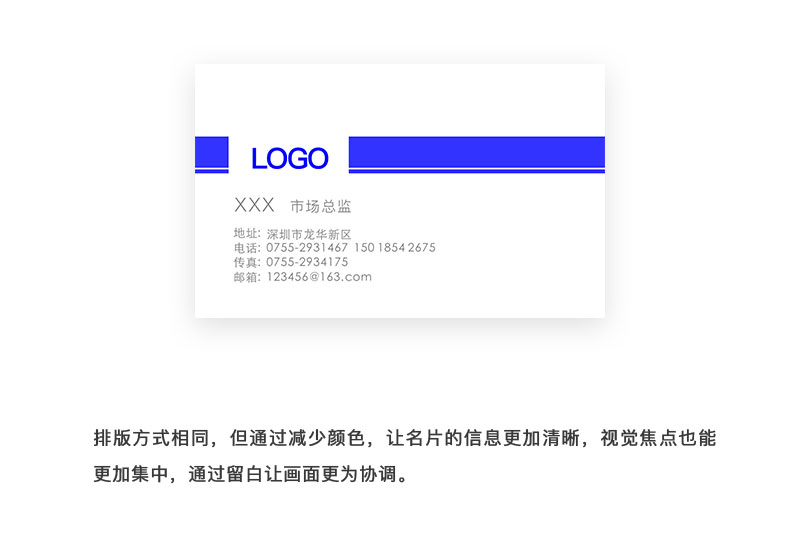 LOGO
XXX 市场总监
地址: 深圳市龙华新区
电话: 0755-2931467 150 1854 2675
传真: 0755-2934175
邮箱: 123456@163.com
排版方式相同，但通过减少颜色，让名片的信息更加清晰，视觉焦点也能
更加集中，通过留白让画面更为协调。